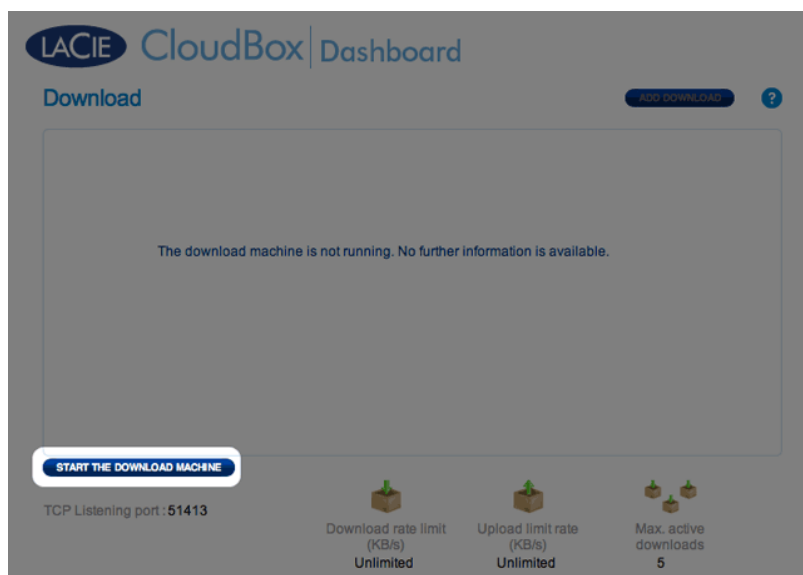 LACIE CloudBox Dashboard
Download
ADD DOWNLOAD
?
The download machine is not running. No further information is available.
START THE DOWNLOAD MACHINE
TCP Listening port : 51413
Download rate limit
(KB/s)
Unlimited
Upload limit rate
(KB/s)
Unlimited
Max. active
downloads
5